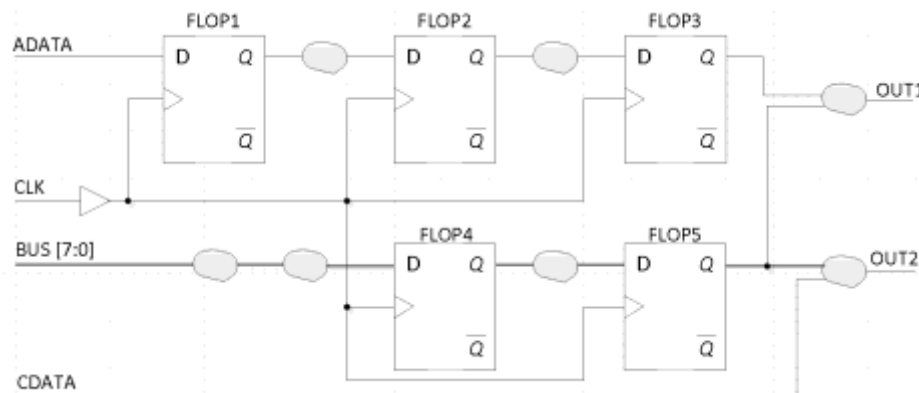 FLOP1 FLOP2 FLOP3
ADATA
D Q D Q D Q
OUT1
Q Q Q
CLK
FLOP4 FLOP5
BUS [7:0]
D Q D Q
OUT2
Q Q
CDATA